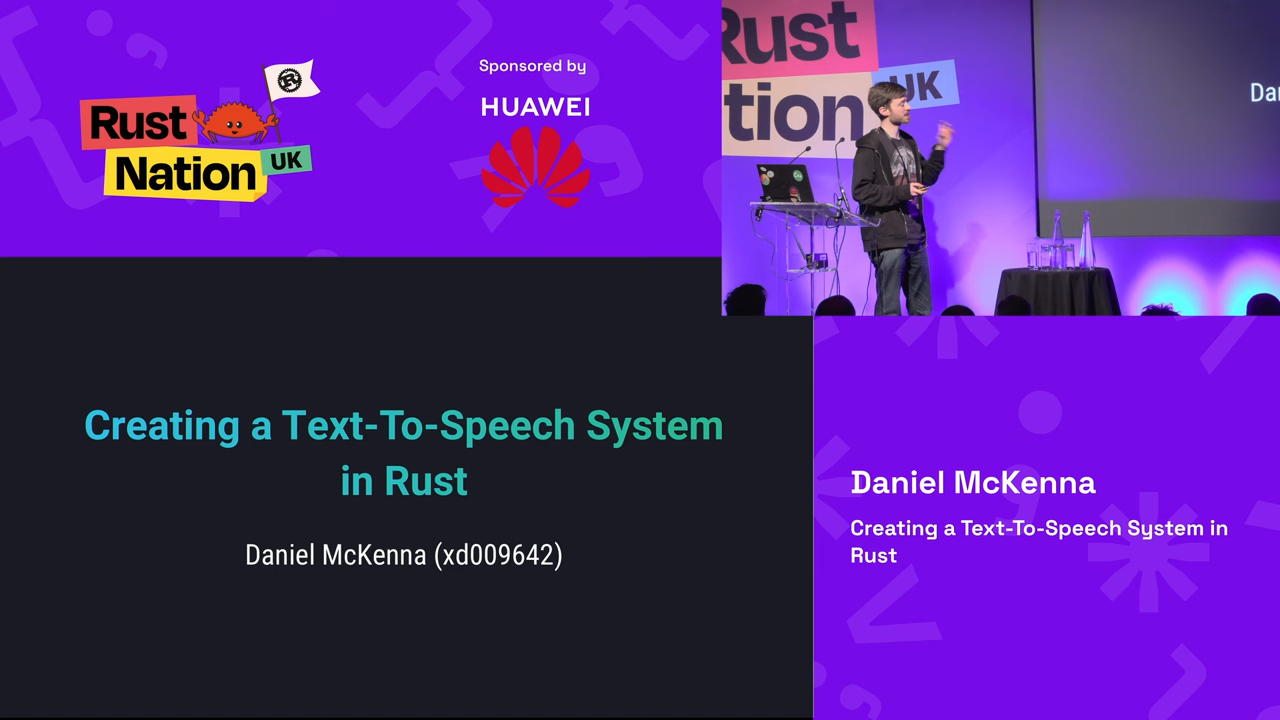 Rust
Nation
UK
Sponsored by
HUAWEI
Rust
tion
UK
Dan
Creating a Text-To-Speech System
in Rust
Daniel McKenna (xd009642)
Daniel McKenna
Creating a Text-To-Speech System in
Rust